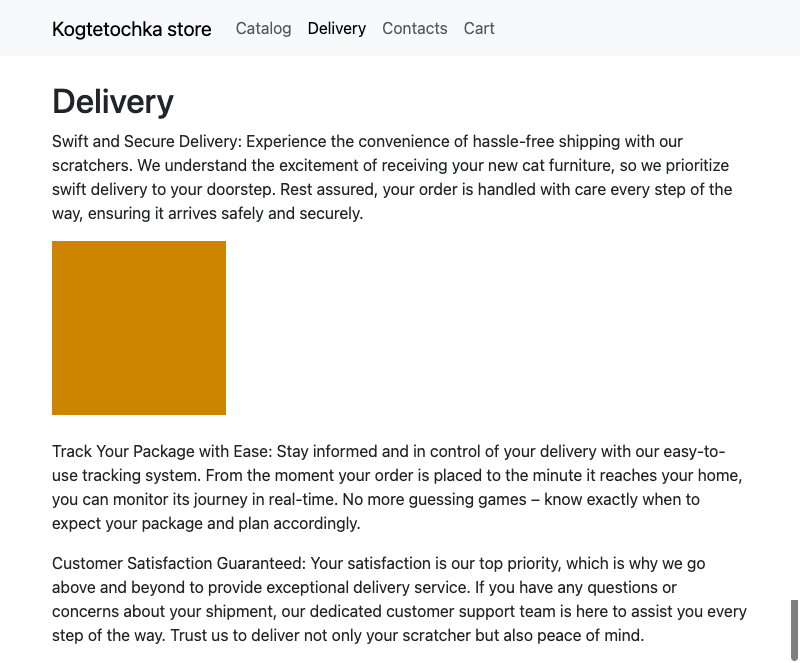 Kogtetochka store Catalog Delivery Contacts Cart
Delivery
Swift and Secure Delivery: Experience the convenience of hassle-free shipping with our
scratchers. We understand the excitement of receiving your new cat furniture, so we prioritize
swift delivery to your doorstep. Rest assured, your order is handled with care every step of the
way, ensuring it arrives safely and securely.
Track Your Package with Ease: Stay informed and in control of your delivery with our easy-to-
use tracking system. From the moment your order is placed to the minute it reaches your home,
you can monitor its journey in real-time. No more guessing games – know exactly when to
expect your package and plan accordingly.
Customer Satisfaction Guaranteed: Your satisfaction is our top priority, which is why we go
above and beyond to provide exceptional delivery service. If you have any questions or
concerns about your shipment, our dedicated customer support team is here to assist you every
step of the way. Trust us to deliver not only your scratcher but also peace of mind.